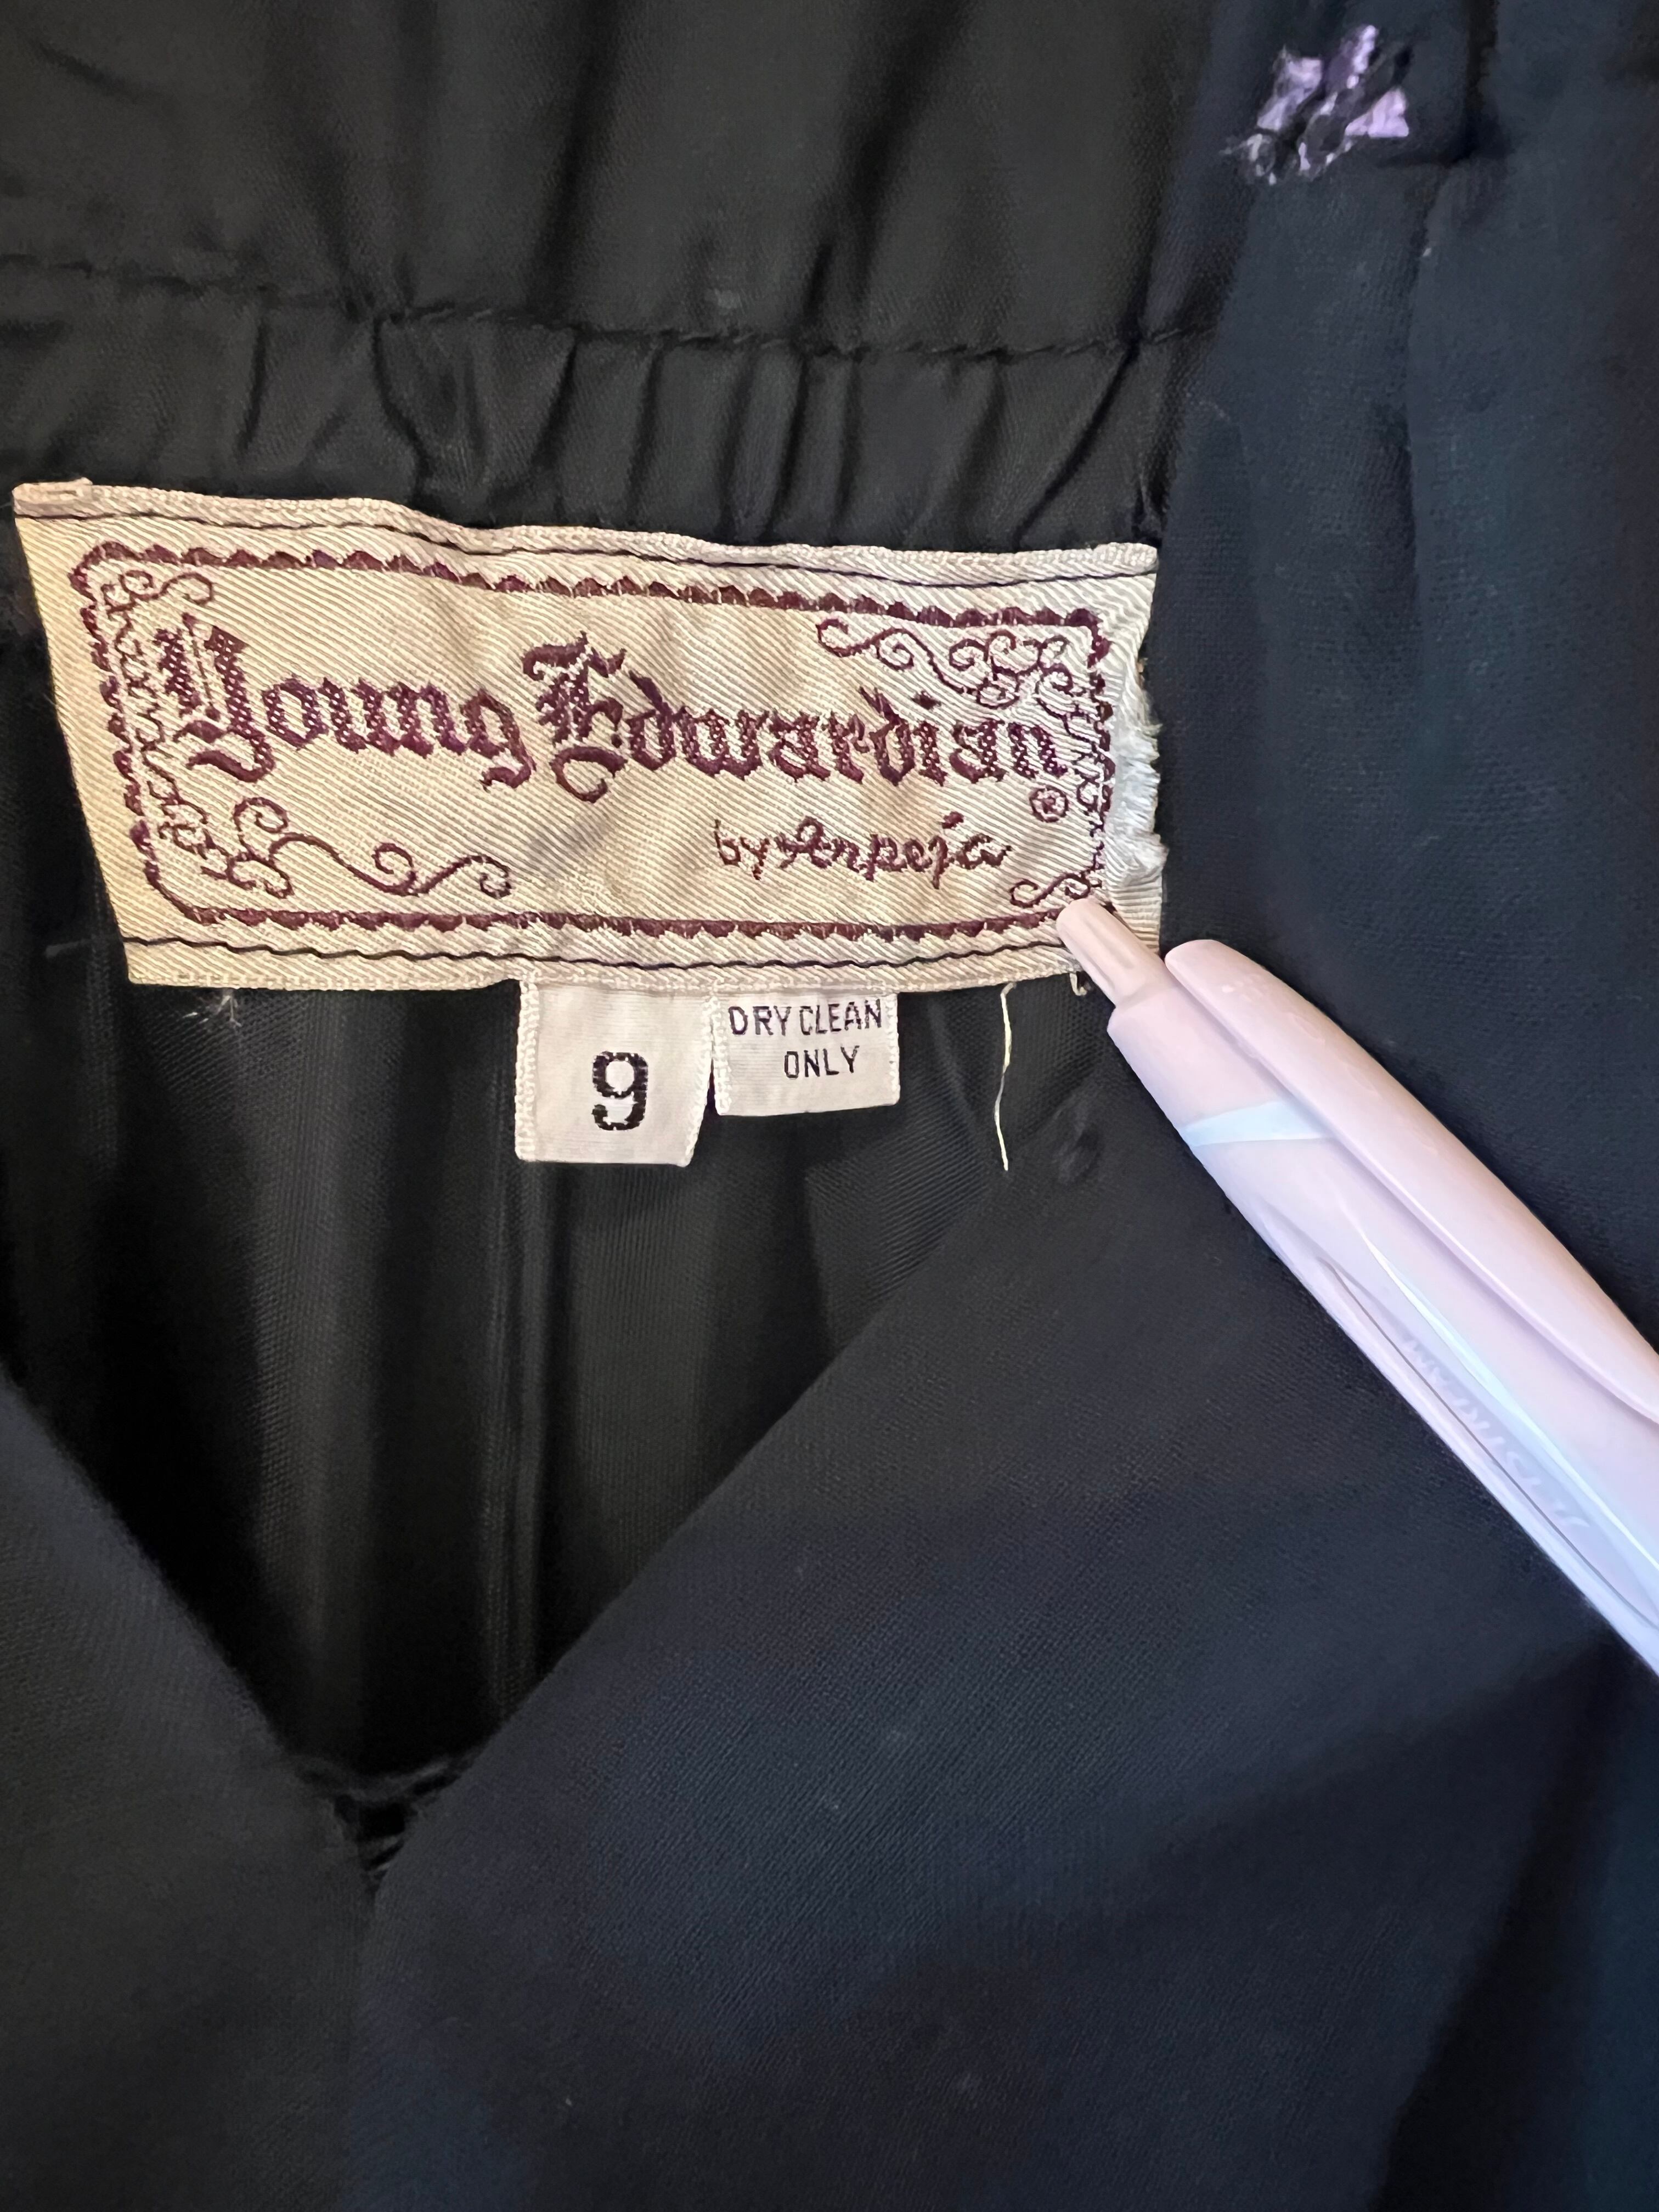 Young Edwardian
®
by Arpeja
9
DRY CLEAN
ONLY